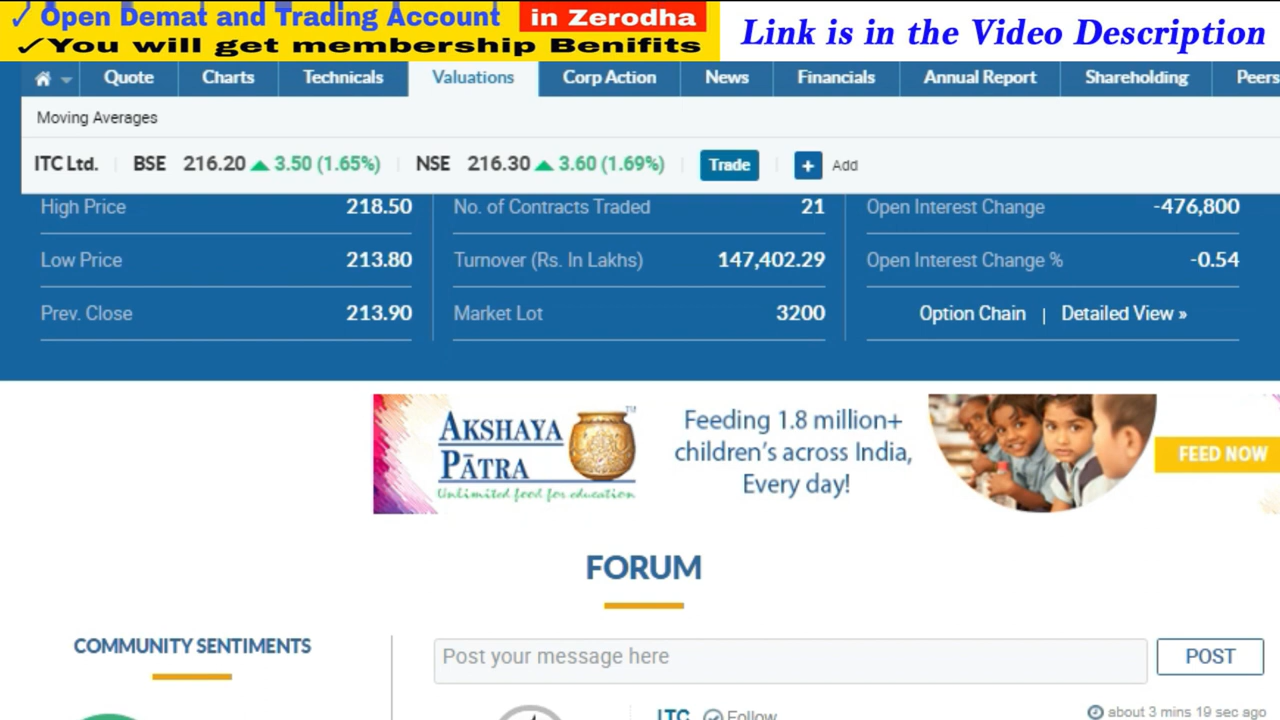 ✓ Open Demat and Trading Account in Zerodha
✓You will get membership Benifits
Link is in the Video Description
Quote Charts Technicals Valuations Corp Action News Financials Annual Report Shareholding Peers
Moving Averages
ITC Ltd. BSE 216.20 3.50 (1.65%) NSE 216.30 3.60 (1.69%) Trade + Add
High Price 218.50 No. of Contracts Traded 21 Open Interest Change -476,800
Low Price 213.80 Turnover (Rs. In Lakhs) 147,402.29 Open Interest Change % -0.54
Prev. Close 213.90 Market Lot 3200 Option Chain | Detailed View »
AKSHAYA PĀTRA TM
Unlimited food for education
Feeding 1.8 million+
children's across India,
Every day!
FEED NOW
FORUM
COMMUNITY SENTIMENTS
Post your message here POST
ITC Follow about 3 mins 19 sec ago